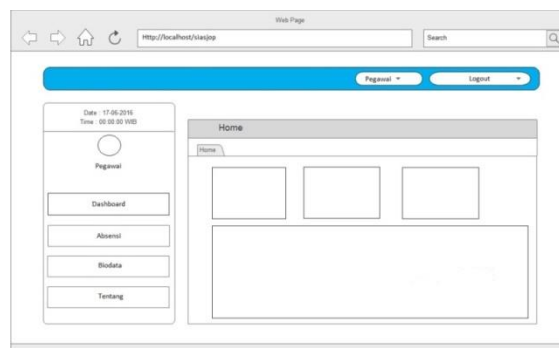 Web Page
Http://localhost/siasjop
Search
Pegawai
Logout
Date : 17-06-2016
Time : 00:00:00 WIB
Pegawai
Dashboard
Absensi
Biodata
Tentang
Home
Home